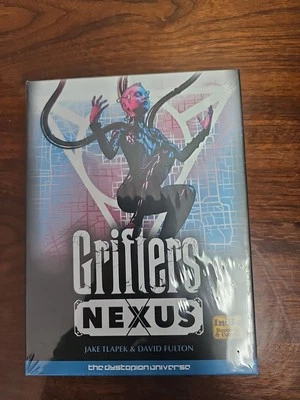 Grifters
NEXUS
JAKE TLAPEK & DAVID FULTON
the dystopian universe